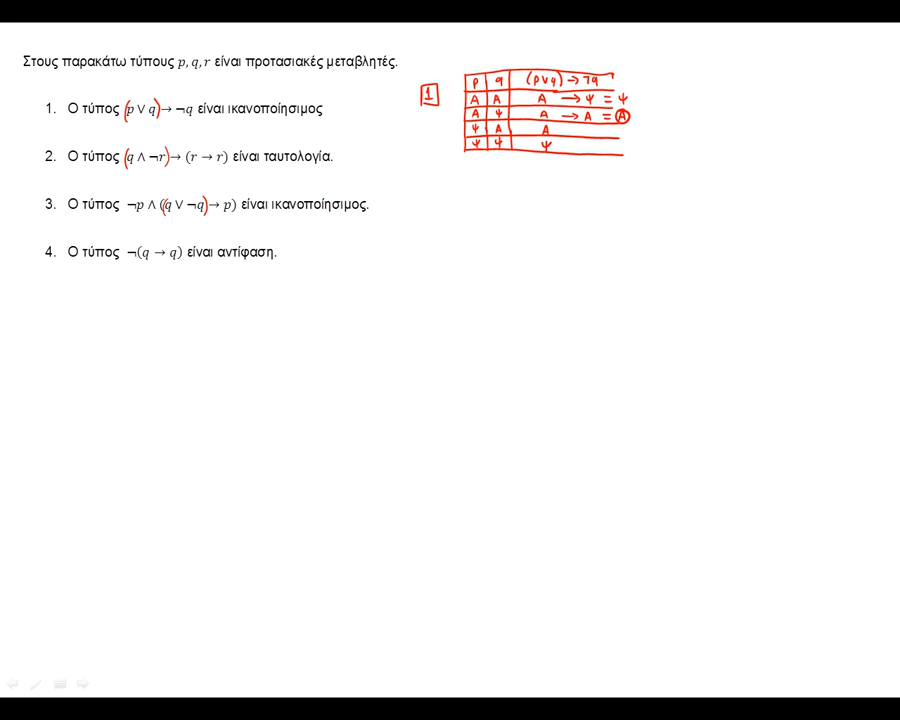 Στους παρακάτω τύπους p, q, r είναι προτασιακές μεταβλητές.
1. Ο τύπος (p ∨ q) → ¬q είναι ικανοποίησιμος
2. Ο τύπος (q ∧ ¬r) → (r → r) είναι ταυτολογία.
3. Ο τύπος ¬p ∧ ((q ∨ ¬q) → p) είναι ικανοποίησιμος.
4. Ο τύπος ¬(q → q) είναι αντίφαση.
1
p q (p∨q) → ¬q
Α Α Α → Ψ = Ψ
Α Ψ Α → Α = Α
Ψ Α Α
Ψ Ψ Ψ